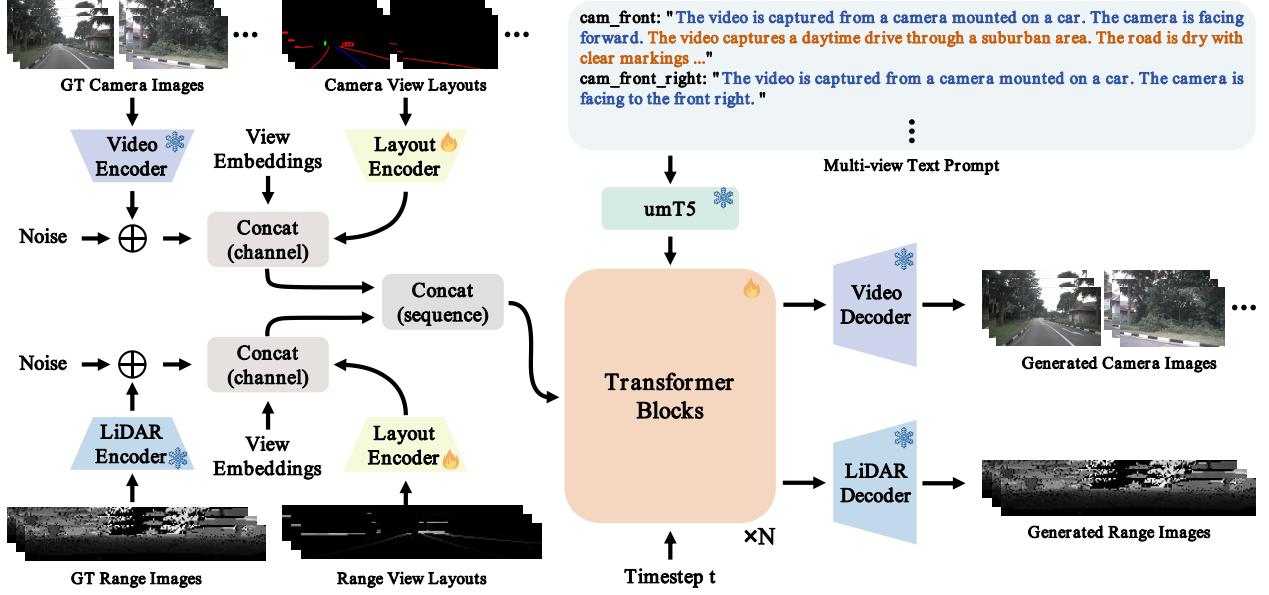 cam_front: "The video is captured from a camera mounted on a car. The camera is facing
forward. The video captures a daytime drive through a suburban area. The road is dry with
clear markings ..."
cam_front_right: "The video is captured from a camera mounted on a car. The camera is
facing to the front right. "
Multi-view Text Prompt
GT Camera Images
Camera View Layouts
Video
Encoder
View
Embeddings
Layout
Encoder
umT5
Noise
Concat
(channel)
Concat
(sequence)
Noise
Concat
(channel)
LiDAR
Encoder
View
Embeddings
Layout
Encoder
GT Range Images
Range View Layouts
Transformer
Blocks
×N
Timestep t
Video
Decoder
Generated Camera Images
LiDAR
Decoder
Generated Range Images